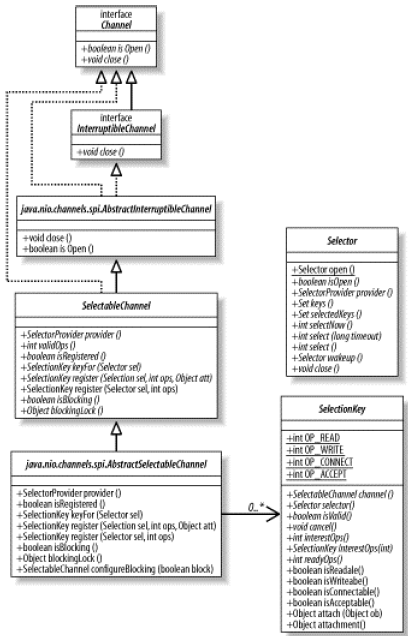 interface
Channel
+boolean is Open ()
+void close ()
interface
InterruptibleChannel
+void close ()
java.nio.channels.spi.AbstractInterruptibleChannel
+void close ()
+boolean is Open ()
SelectableChannel
+SelectorProvider provider ()
+int validOps ()
+boolean isRegistered ()
+SelectionKey keyFor (Selector sel)
+SelectionKey register (Selection sel, int ops, Object att)
+SelectionKey register (Selector sel, int ops)
+boolean isBlocking ()
+Object blockingLock ()
java.nio.channels.spi.AbstractSelectableChannel
+SelectorProvider provider ()
+boolean isRegistered ()
+SelectionKey keyFor (Selector sel)
+SelectionKey register (Selection sel, int ops, Object att)
+SelectionKey register (Selector sel, int ops)
+boolean isBlocking ()
+Object blockingLock ()
+SelectableChannel configureBlocking (boolean block)
0...*
Selector
+Selector open ()
+boolean isOpen ()
+SelectorProvider provider ()
+Set keys ()
+Set selectedKeys ()
+int selectNow ()
+int select (long timeout)
+int select ()
+Selector wakeup ()
+void close ()
SelectionKey
+int OP_READ
+int OP_WRITE
+int OP_CONNECT
+int OP_ACCEPT
+SelectableChannel channel ()
+Selector selector()
+boolean isValid()
+void cancel()
+int interestOps()
+SelectionKey InterestOps(int)
+int readyOps()
+boolean isReadale()
+boolean isWriteabe()
+boolean isConnectable()
+boolean isAcceptable()
+Object attach (Object ob)
+Object attachment()